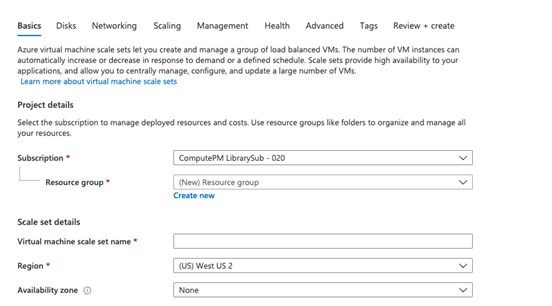 Basics Disks Networking Scaling Management Health Advanced Tags Review + create
Azure virtual machine scale sets let you create and manage a group of load balanced VMs. The number of VM instances can
automatically increase or decrease in response to demand or a defined schedule. Scale sets provide high availability to your
applications, and allow you to centrally manage, configure, and update a large number of VMs.
Learn more about virtual machine scale sets
Project details
Select the subscription to manage deployed resources and costs. Use resource groups like folders to organize and manage all
your resources.
Subscription * ComputePM LibrarySub - 020
Resource group * (New) Resource group
Create new
Scale set details
Virtual machine scale set name *
Region * (US) West US 2
Availability zone None